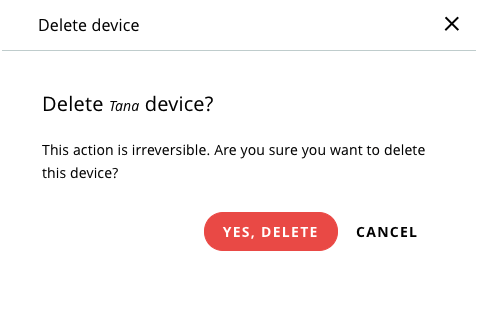 Delete device
Delete Tana device?
This action is irreversible. Are you sure you want to delete
this device?
YES, DELETE CANCEL